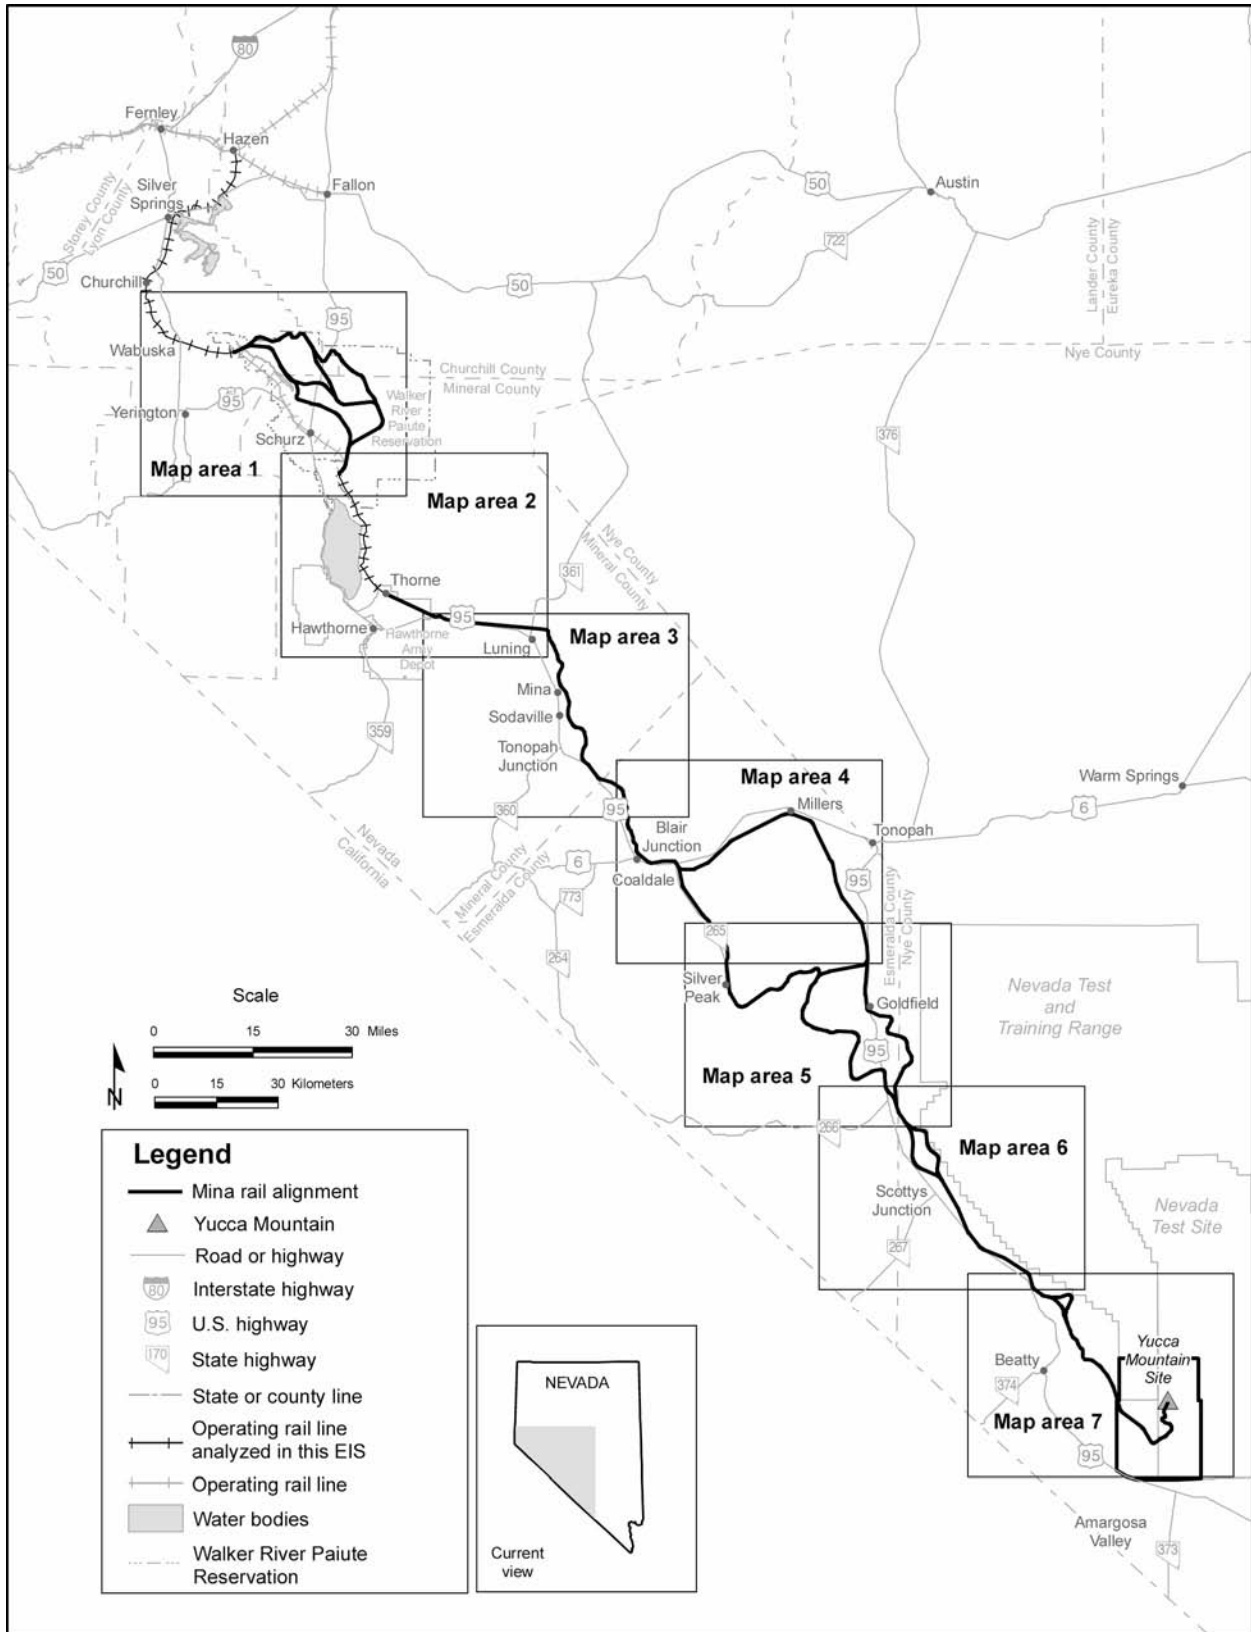 80
Fernley
Hazen
Silver
Springs
Fallon
50
Austin
Storey County
Lyon County
722
Lander County
Eureka County
50
Churchill
50
95
Wabuska
Churchill County
Mineral County
Nye County
Yerington
95
Walker
River
Paiute
Reservation
Schurz
376
Map area 1
Map area 2
Nye County
Mineral County
361
Thorne
95
Hawthorne
Hawthorne
Army
Depot
Luning
Map area 3
Mina
Sodaville
359
Tonopah
Junction
Map area 4
Warm Springs
360
95
Millers
6
Nevada
California
Blair
Junction
Tonopah
6
Coaldale
95
Mineral County
Esmeralda County
773
Esmeralda County
Nye County
265
264
Silver
Peak
Nevada Test
and
Training Range
Scale
Goldfield
0 15 30 Miles
95
N
0 15 30 Kilometers
Map area 5
266
Map area 6
Legend
Mina rail alignment
Yucca Mountain
Road or highway
80 Interstate highway
95 U.S. highway
170 State highway
State or county line
Operating rail line
analyzed in this EIS
Operating rail line
Water bodies
Walker River Paiute
Reservation
Scottys
Junction
Nevada
Test Site
267
NEVADA
Current
view
Yucca
Mountain
Site
Beatty
374
Map area 7
95
Amargosa
Valley
373